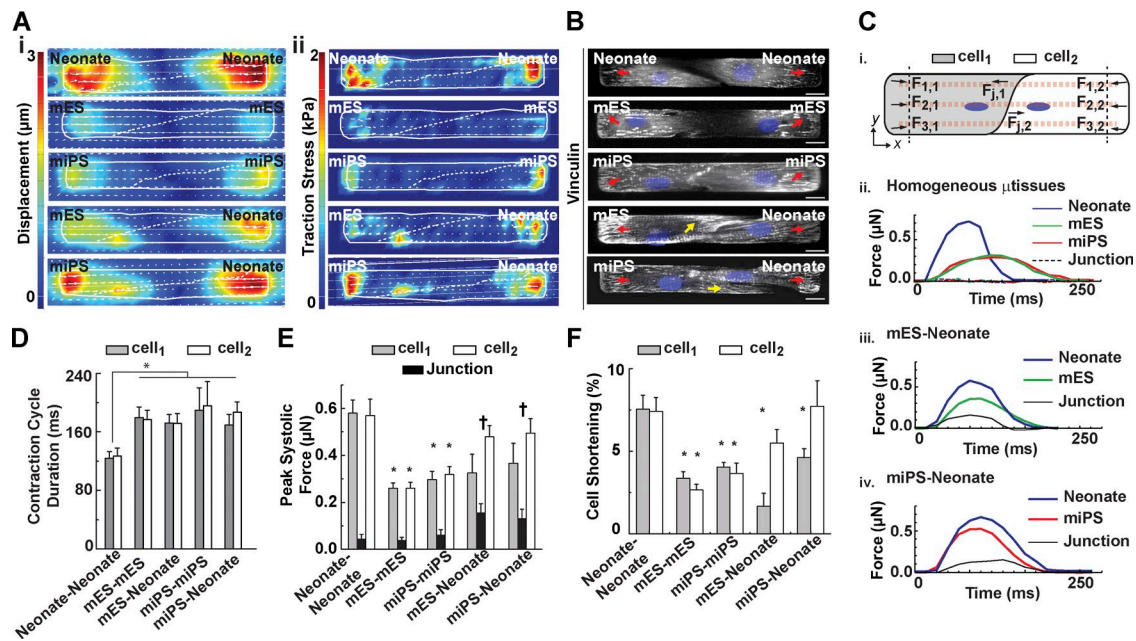 A
B
C
i
ii
Displacement (μm)
3
0
Neonate
Neonate
mES
mES
miPS
miPS
mES
Neonate
miPS
Neonate
Traction Stress (kPa)
2
0
Neonate
Neonate
mES
mES
miPS
miPS
mES
Neonate
miPS
Neonate
Vinculin
Neonate
Neonate
mES
mES
miPS
miPS
mES
Neonate
miPS
Neonate
i.
cell1
cell2
F1,1
Fj,1
F1,2
F2,1
F2,2
F3,1
Fj,2
F3,2
y
x
ii. Homogeneous μtissues
Force (μN)
0.5
0.0
Neonate
mES
miPS
Junction
250
Time (ms)
iii. mES-Neonate
Force (μN)
0.5
0.0
Neonate
mES
Junction
250
Time (ms)
iv. miPS-Neonate
Force (μN)
0.5
0.0
Neonate
miPS
Junction
250
Time (ms)
D
cell1
cell2
Contraction Cycle
Duration (ms)
240
180
120
60
0
*
Neonate-Neonate
mES-mES
mES-Neonate
miPS-miPS
miPS-Neonate
E
cell1
cell2
Junction
Peak Systolic
Force (μN)
0.6
0.4
0.2
0.0
* * * * † †
Neonate-
Neonate
mES-mES
miPS-miPS
mES-Neonate
miPS-Neonate
F
cell1
cell2
Cell Shortening (%)
10
5
0
* * * * * *
Neonate-
Neonate
mES-mES
miPS-miPS
mES-Neonate
miPS-Neonate